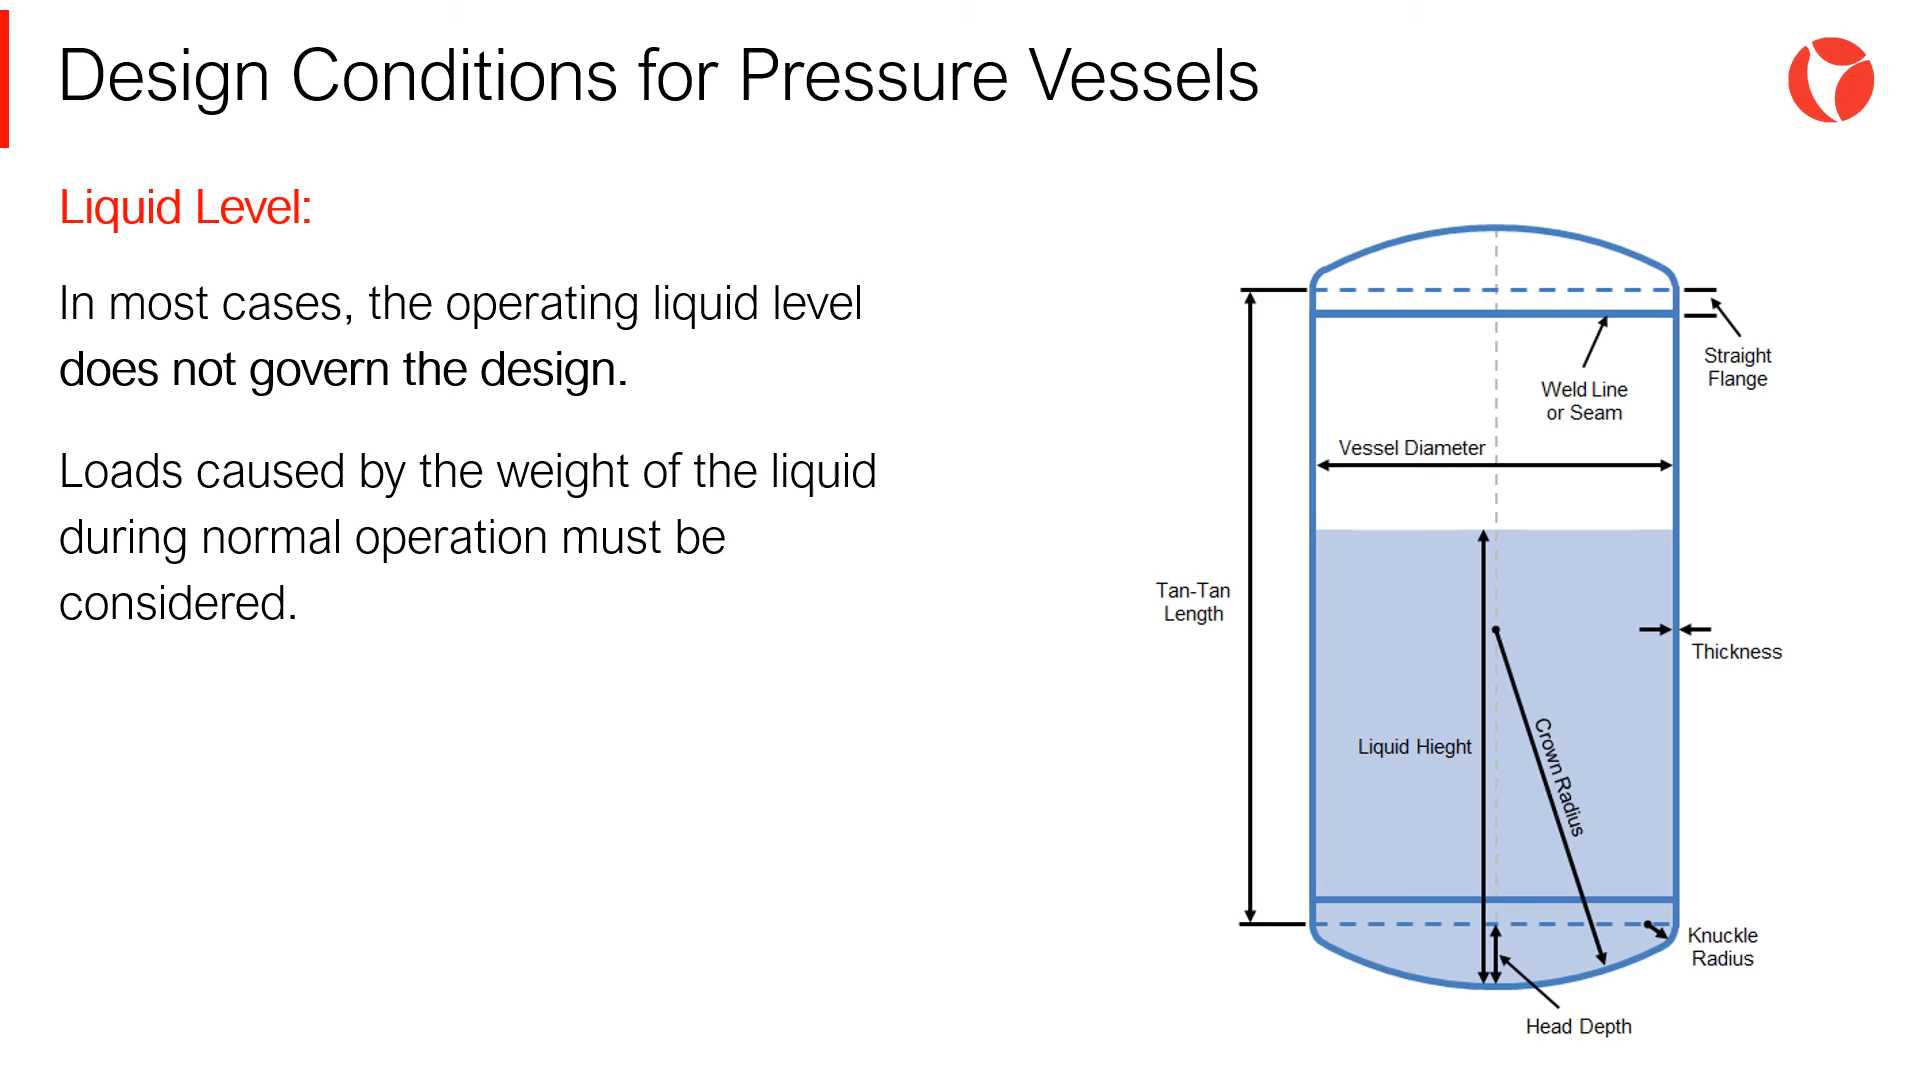 Design Conditions for Pressure Vessels
Liquid Level:
In most cases, the operating liquid level
does not govern the design.
Loads caused by the weight of the liquid
during normal operation must be
considered.
Straight
Flange
Weld Line
or Seam
Vessel Diameter
Tan-Tan
Length
Thickness
Liquid Hieght
Crown Radius
Knuckle
Radius
Head Depth